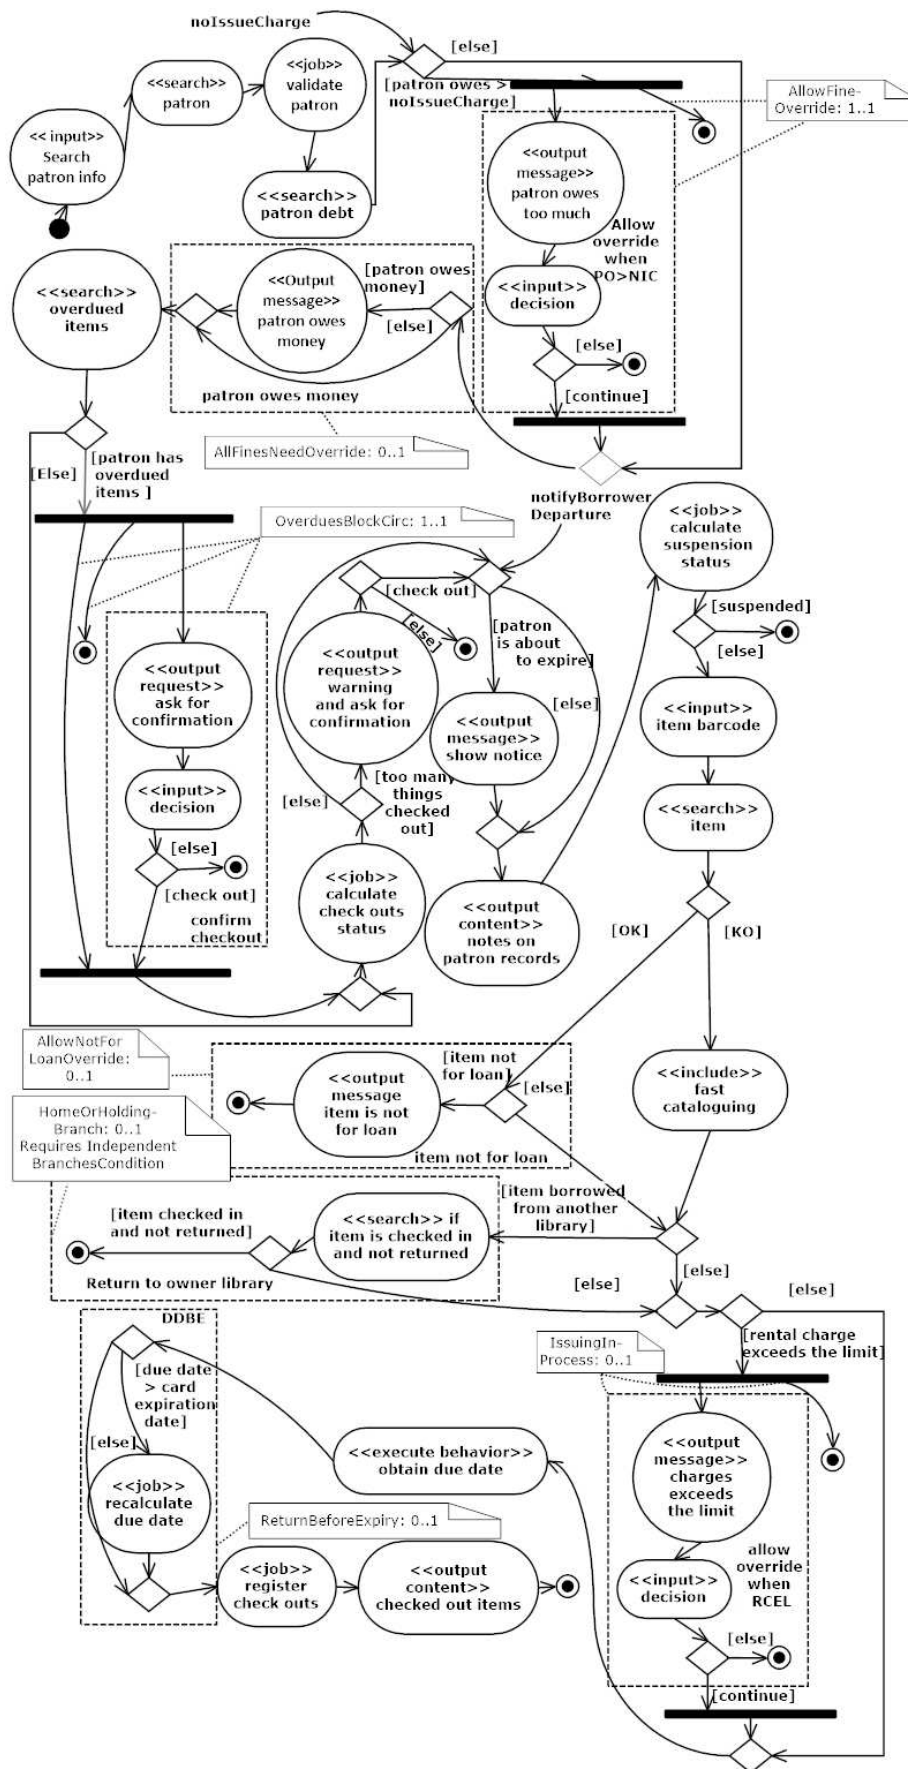 noIssueCharge
[else]
<<job>>
validate
patron
<<search>>
patron
[patron owes >
noIssueCharge]
AllowFine-
Override: 1..1
<< input>>
Search
patron info
<<output
message>>
patron owes
too much
<<search>>
patron debt
Allow
override
when
PO>NIC
<<search>>
overdued
items
<<Output
message>>
patron owes
money
[patron owes
money]
[else]
<<input>>
decision
[else]
[continue]
patron owes money
AllFinesNeedOverride: 0..1
[Else]
[patron has
overdued
items ]
notifyBorrower
Departure
<<job>>
calculate
suspension
status
OverduesBlockCirc: 1..1
[check out]
[else]
[suspended]
[else]
[patron
is about
to expire]
<<output
request>>
ask for
confirmation
<<output
request>>
warning
and ask for
confirmation
<<output
message>>
show notice
[else]
<<input>>
item barcode
<<input>>
decision
[else]
[too many
things
checked
out]
<<search>>
item
[else]
[check out]
confirm
checkout
<<job>>
calculate
check outs
status
<<output
content>>
notes on
patron records
[OK]
[KO]
AllowNotFor
LoanOverride:
0..1
<<output
message
item is not
for loan
[item not
for loan]
[else]
item not for loan
<<include>>
fast
cataloguing
HomeOrHolding-
Branch: 0..1
Requires Independent
BranchesCondition
[item checked in
and not returned]
<<search>> if
item is checked in
and not returned
[item borrowed
from another
library]
Return to owner library
[else]
[else]
[else]
DDBE
[due date
> card
expiration
date]
[else]
IssuingIn-
Process: 0..1
[rental charge
exceeds the limit]
<<execute behavior>>
obtain due date
<<output
message>>
charges
exceeds
the limit
<<job>>
recalculate
due date
ReturnBeforeExpiry: 0..1
<<job>>
register
check outs
<<output
content>>
checked out items
allow
override
when
RCEL
<<input>>
decision
[else]
[continue]